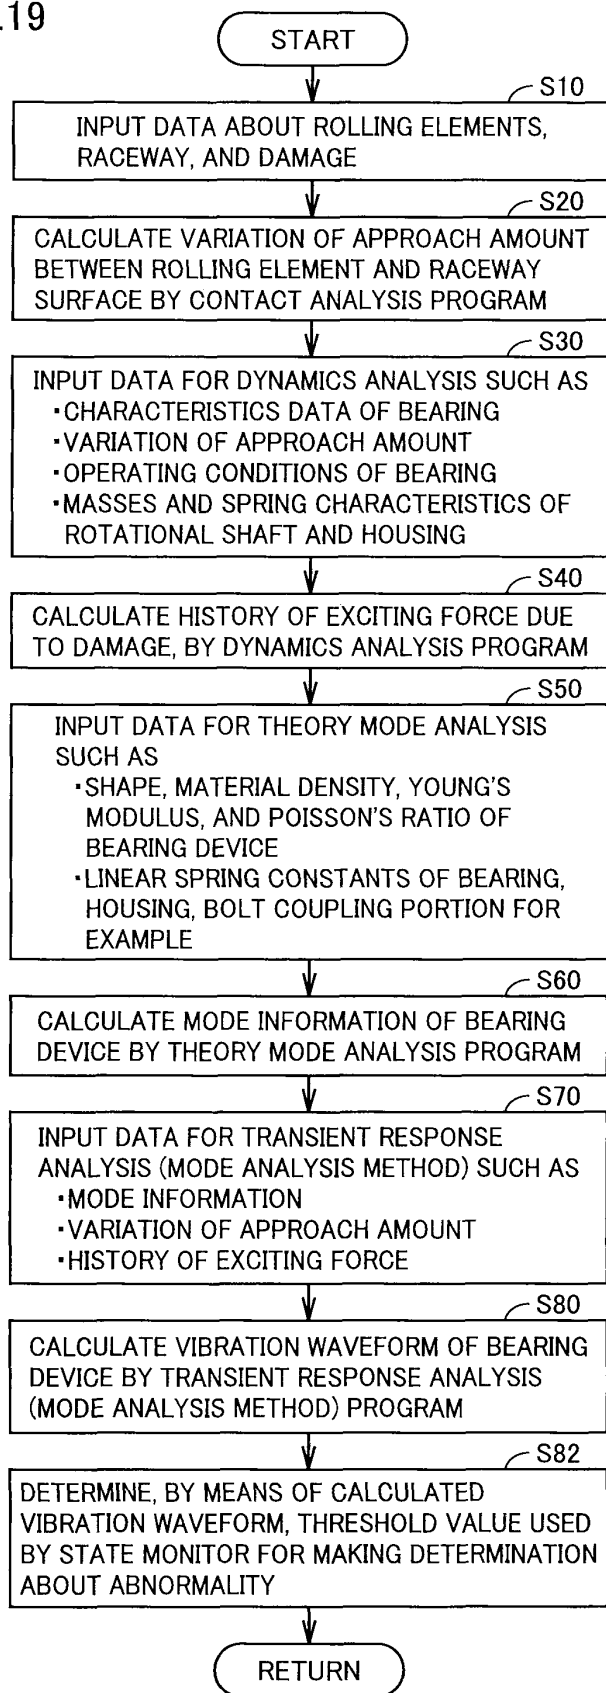 .19
START
S10
INPUT DATA ABOUT ROLLING ELEMENTS,
RACEWAY, AND DAMAGE
S20
CALCULATE VARIATION OF APPROACH AMOUNT
BETWEEN ROLLING ELEMENT AND RACEWAY
SURFACE BY CONTACT ANALYSIS PROGRAM
S30
INPUT DATA FOR DYNAMICS ANALYSIS SUCH AS
・CHARACTERISTICS DATA OF BEARING
・VARIATION OF APPROACH AMOUNT
・OPERATING CONDITIONS OF BEARING
・MASSES AND SPRING CHARACTERISTICS OF
ROTATIONAL SHAFT AND HOUSING
S40
CALCULATE HISTORY OF EXCITING FORCE DUE
TO DAMAGE, BY DYNAMICS ANALYSIS PROGRAM
S50
INPUT DATA FOR THEORY MODE ANALYSIS
SUCH AS
・SHAPE, MATERIAL DENSITY, YOUNG'S
MODULUS, AND POISSON'S RATIO OF
BEARING DEVICE
・LINEAR SPRING CONSTANTS OF BEARING,
HOUSING, BOLT COUPLING PORTION FOR
EXAMPLE
S60
CALCULATE MODE INFORMATION OF BEARING
DEVICE BY THEORY MODE ANALYSIS PROGRAM
S70
INPUT DATA FOR TRANSIENT RESPONSE
ANALYSIS (MODE ANALYSIS METHOD) SUCH AS
・MODE INFORMATION
・VARIATION OF APPROACH AMOUNT
・HISTORY OF EXCITING FORCE
S80
CALCULATE VIBRATION WAVEFORM OF BEARING
DEVICE BY TRANSIENT RESPONSE ANALYSIS
(MODE ANALYSIS METHOD) PROGRAM
S82
DETERMINE, BY MEANS OF CALCULATED
VIBRATION WAVEFORM, THRESHOLD VALUE USED
BY STATE MONITOR FOR MAKING DETERMINATION
ABOUT ABNORMALITY
RETURN